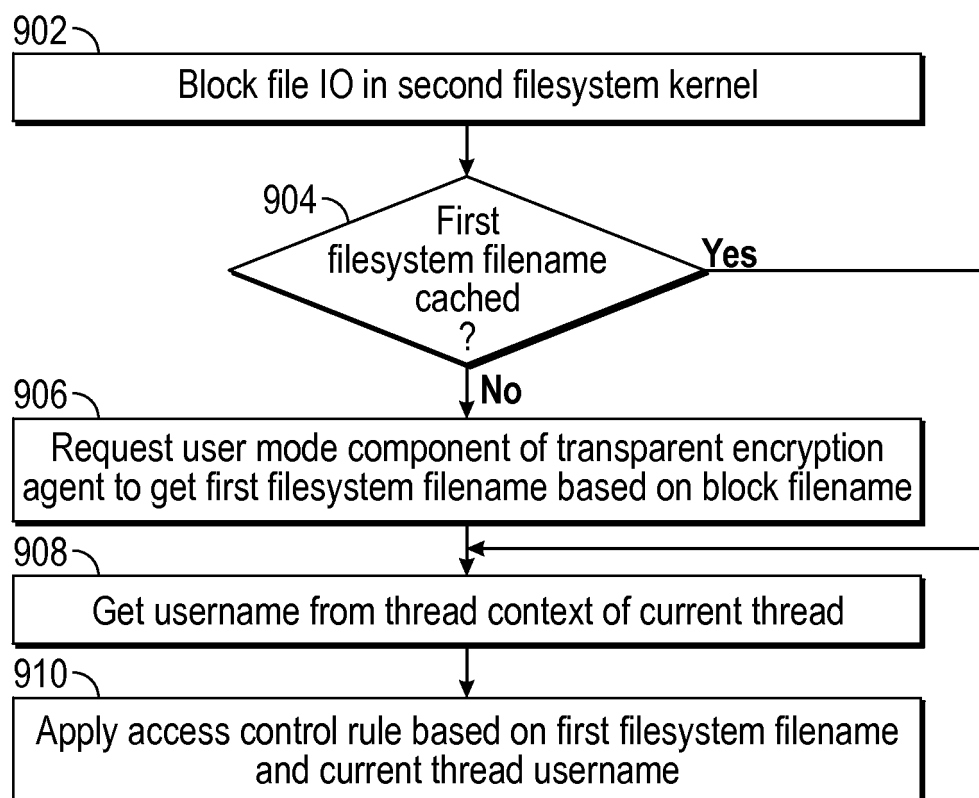 902
Block file IO in second filesystem kernel
904
First
filesystem filename
cached
?
Yes
No
906
Request user mode component of transparent encryption
agent to get first filesystem filename based on block filename
908
Get username from thread context of current thread
910
Apply access control rule based on first filesystem filename
and current thread username